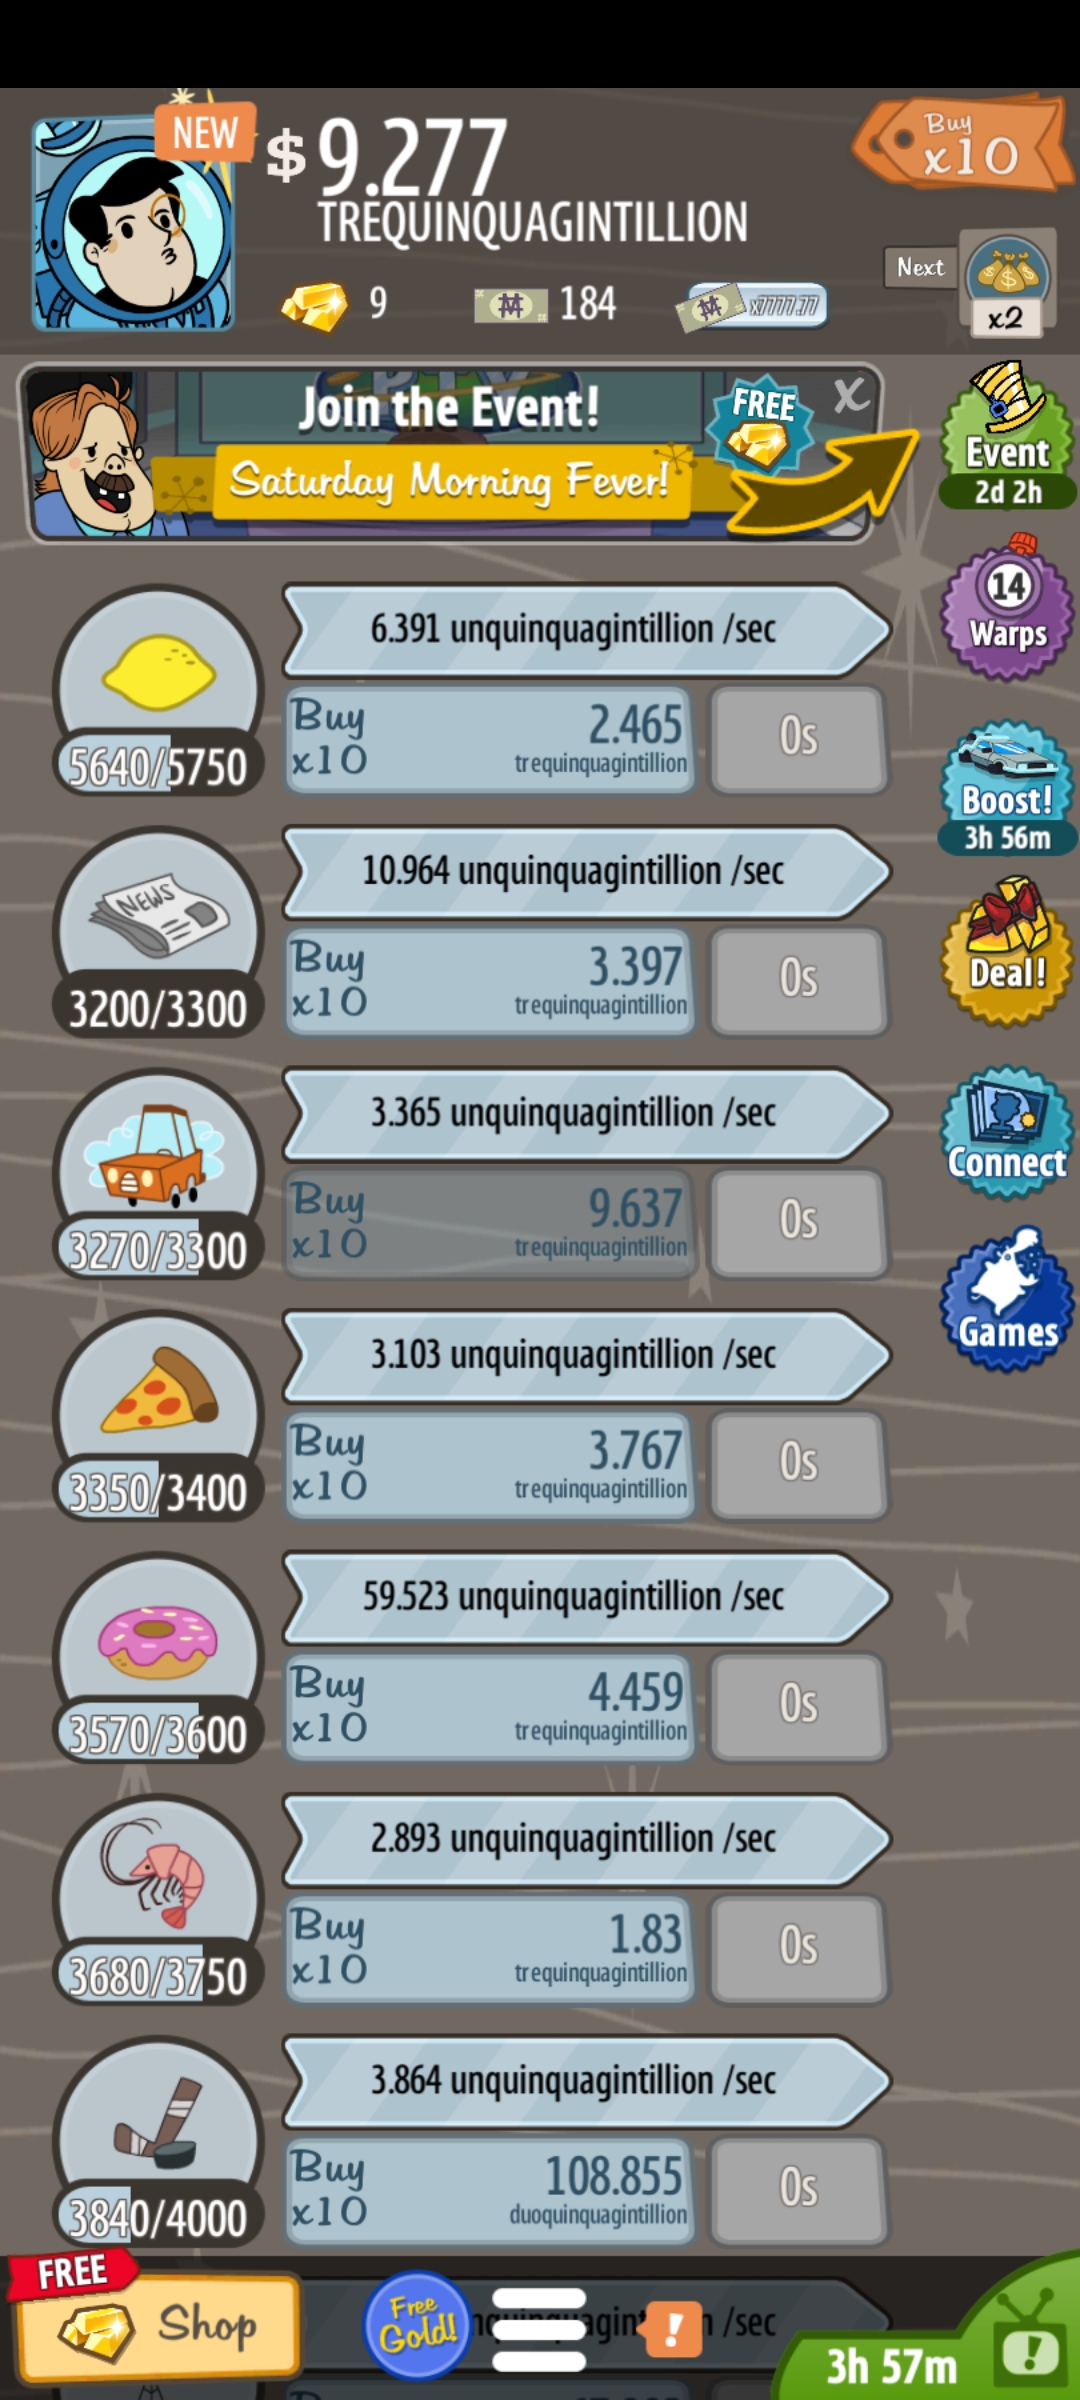 NEW
$ 9.277
TREQUINQUAGINTILLION
Buy
x10
9
184
x7777.77
Next
x2
Join the Event!
Saturday Morning Fever!
FREE
X
Event
2d 2h
14
Warps
Boost!
3h 56m
Deal!
Connect
Games
6.391 unquinquagintillion /sec
5640/5750
Buy
x10
2.465
trequinquagintillion
0s
10.964 unquinquagintillion /sec
NEWS
3200/3300
Buy
x10
3.397
trequinquagintillion
0s
3.365 unquinquagintillion /sec
3270/3300
Buy
x10
9.637
trequinquagintillion
0s
3.103 unquinquagintillion /sec
3350/3400
Buy
x10
3.767
trequinquagintillion
0s
59.523 unquinquagintillion /sec
3570/3600
Buy
x10
4.459
trequinquagintillion
0s
2.893 unquinquagintillion /sec
3680/3750
Buy
x10
1.83
trequinquagintillion
0s
3.864 unquinquagintillion /sec
3840/4000
Buy
x10
108.855
duoquinquagintillion
0s
FREE
Shop
Free
Gold!
!
/sec
3h 57m
!